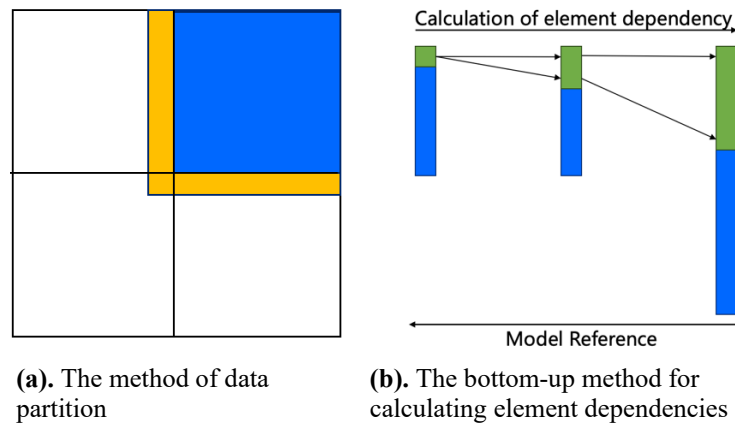 Calculation of element dependency
Model Reference
(a). The method of data
partition
(b). The bottom-up method for
calculating element dependencies